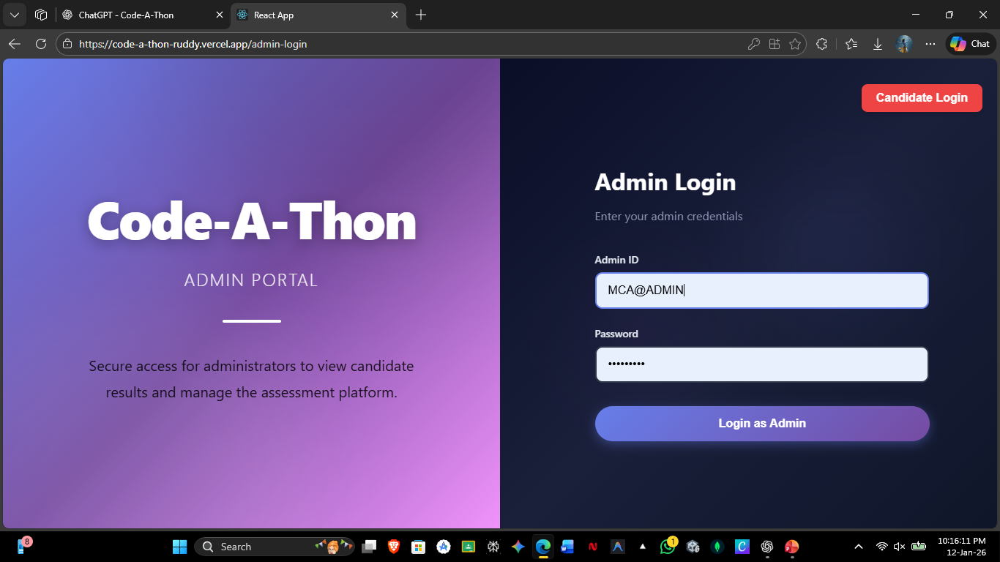 ChatGPT - Code-A-Thon
React App
https://code-a-thon-ruddy.vercel.app/admin-login
Chat
Candidate Login
Code-A-Thon
ADMIN PORTAL
Secure access for administrators to view candidate
results and manage the assessment platform.
Admin Login
Enter your admin credentials
Admin ID
MCA@ADMIN
Password
•••••••••
Login as Admin
8
Search
1
10:16:11 PM
12-Jan-26